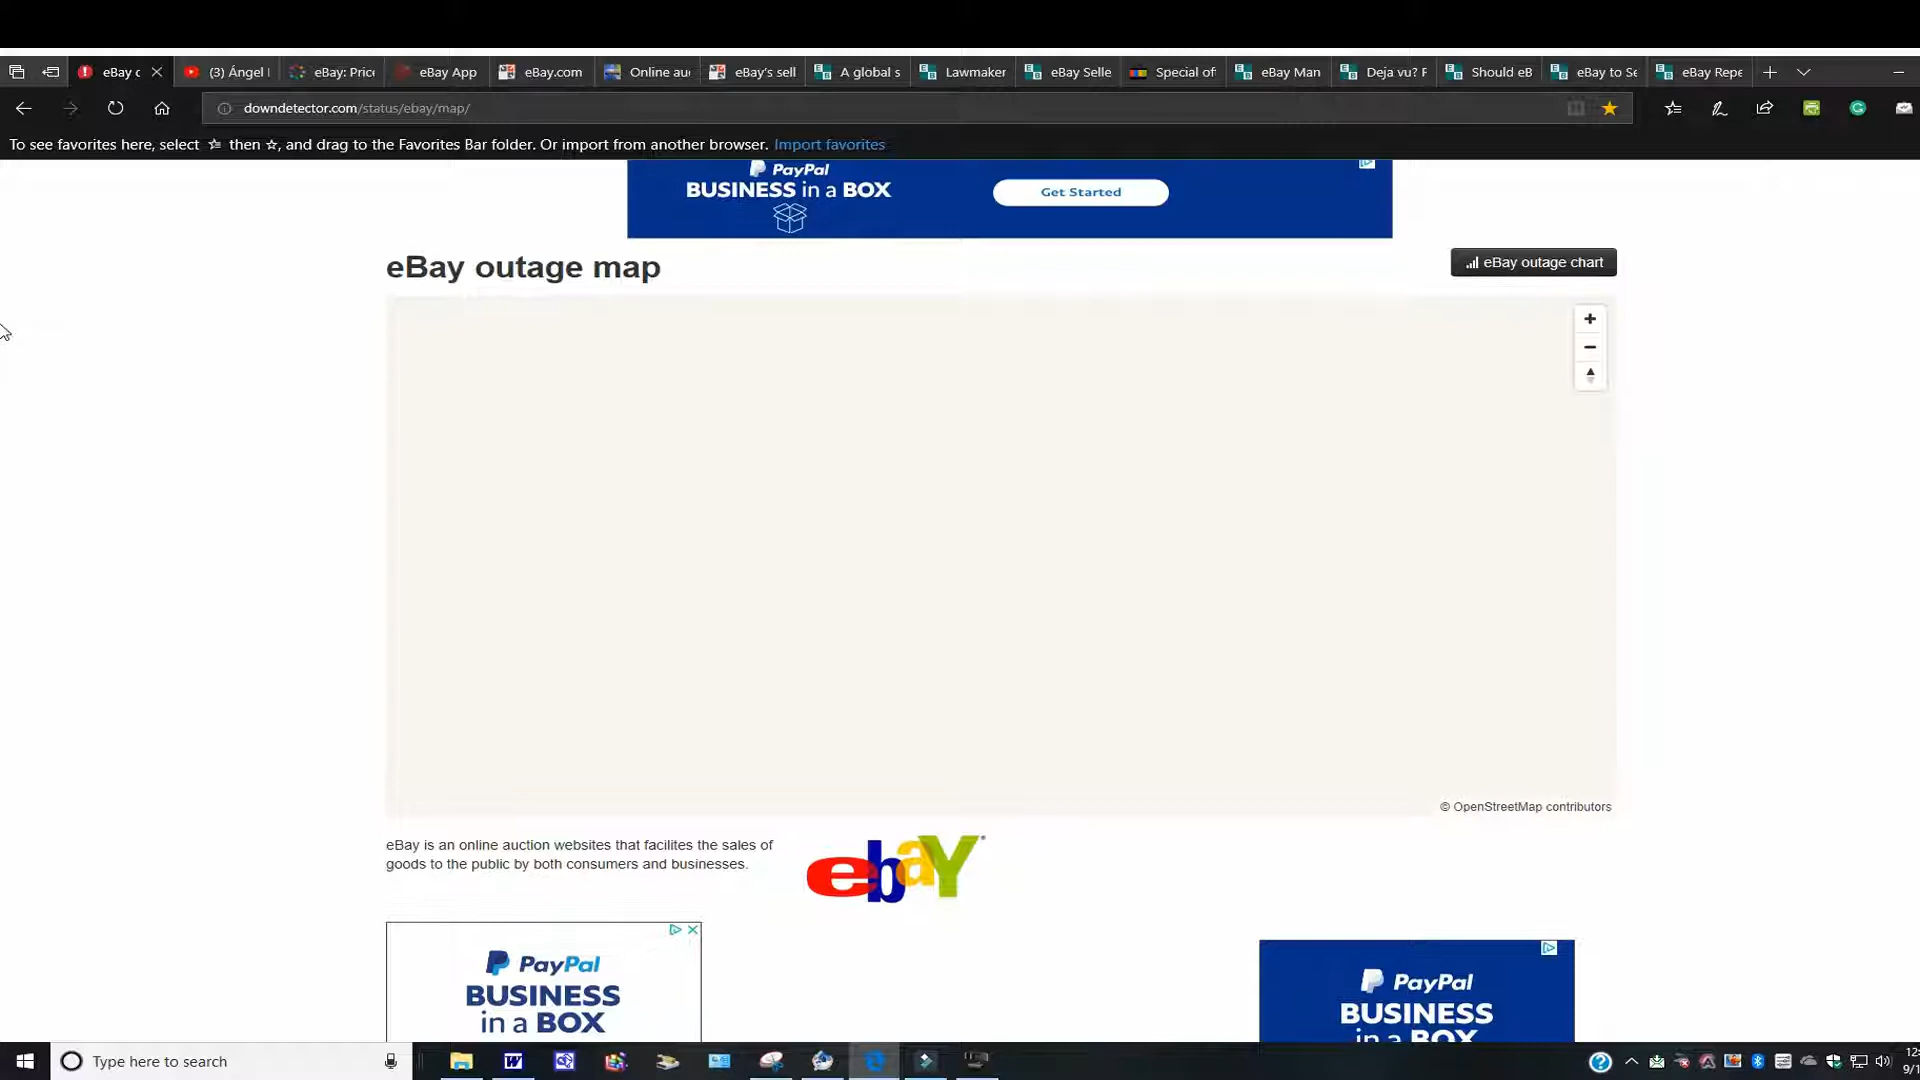 eBay o
(3) Ángel
eBay: Pric
eBay App
eBay.com
Online au
eBay's sell
A global s
Lawmaker
eBay Selle
Special of
eBay Man
Deja vu? F
Should eB
eBay to Se
eBay Repe
downdetector.com/status/ebay/map/
To see favorites here, select ☆ then ☆, and drag to the Favorites Bar folder. Or import from another browser. Import favorites
PayPal
BUSINESS in a BOX
Get Started
eBay outage map
eBay outage chart
© OpenStreetMap contributors
eBay is an online auction websites that facilites the sales of
goods to the public by both consumers and businesses.
ebaY
PayPal
BUSINESS
in a BOX
PayPal
BUSINESS
in a BOX
Type here to search
12:
9/1